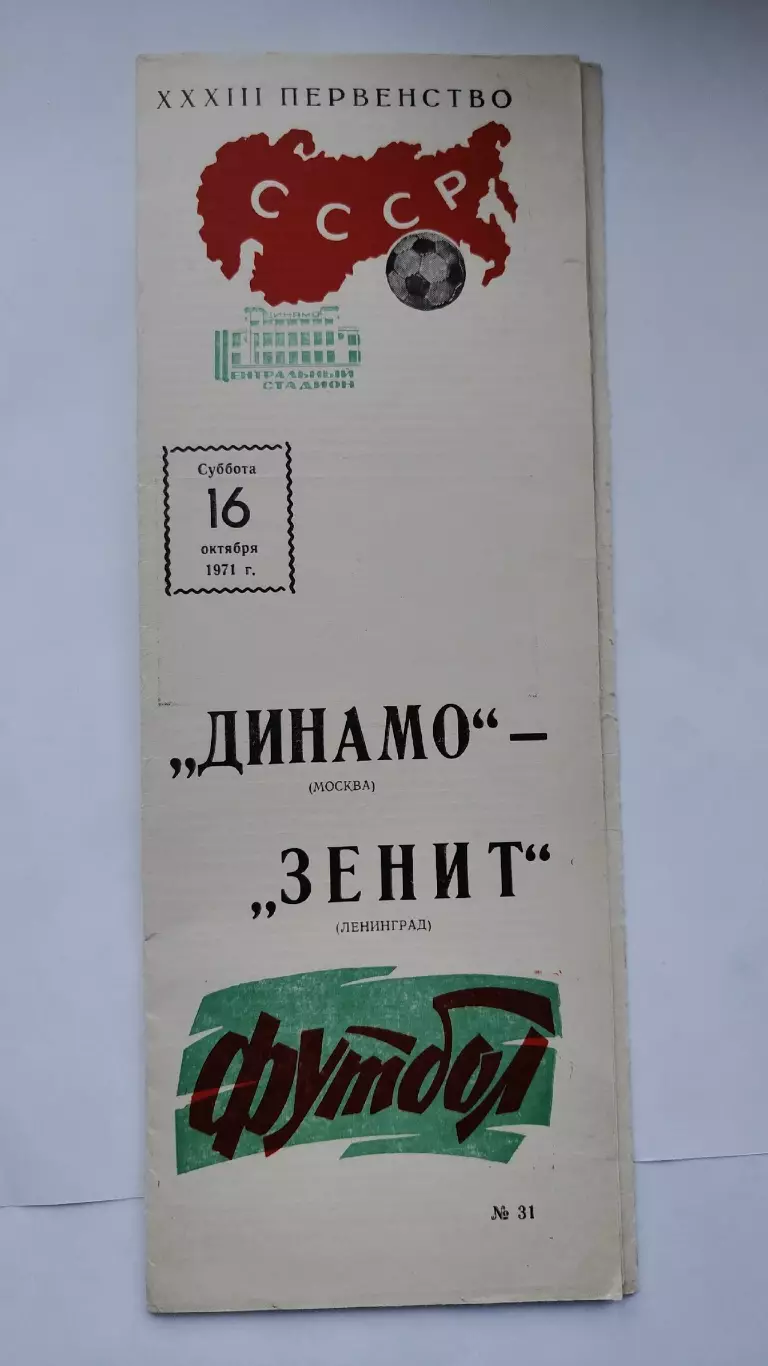 XXXIII ПЕРВЕНСТВО
СССР
ДИНАМО
ЦЕНТРАЛЬНЫЙ
СТАДИОН
Суббота
16
октября
1971 г.
„ДИНАМО“ –
(МОСКВА)
„ЗЕНИТ“
(ЛЕНИНГРАД)
футбол
№ 31